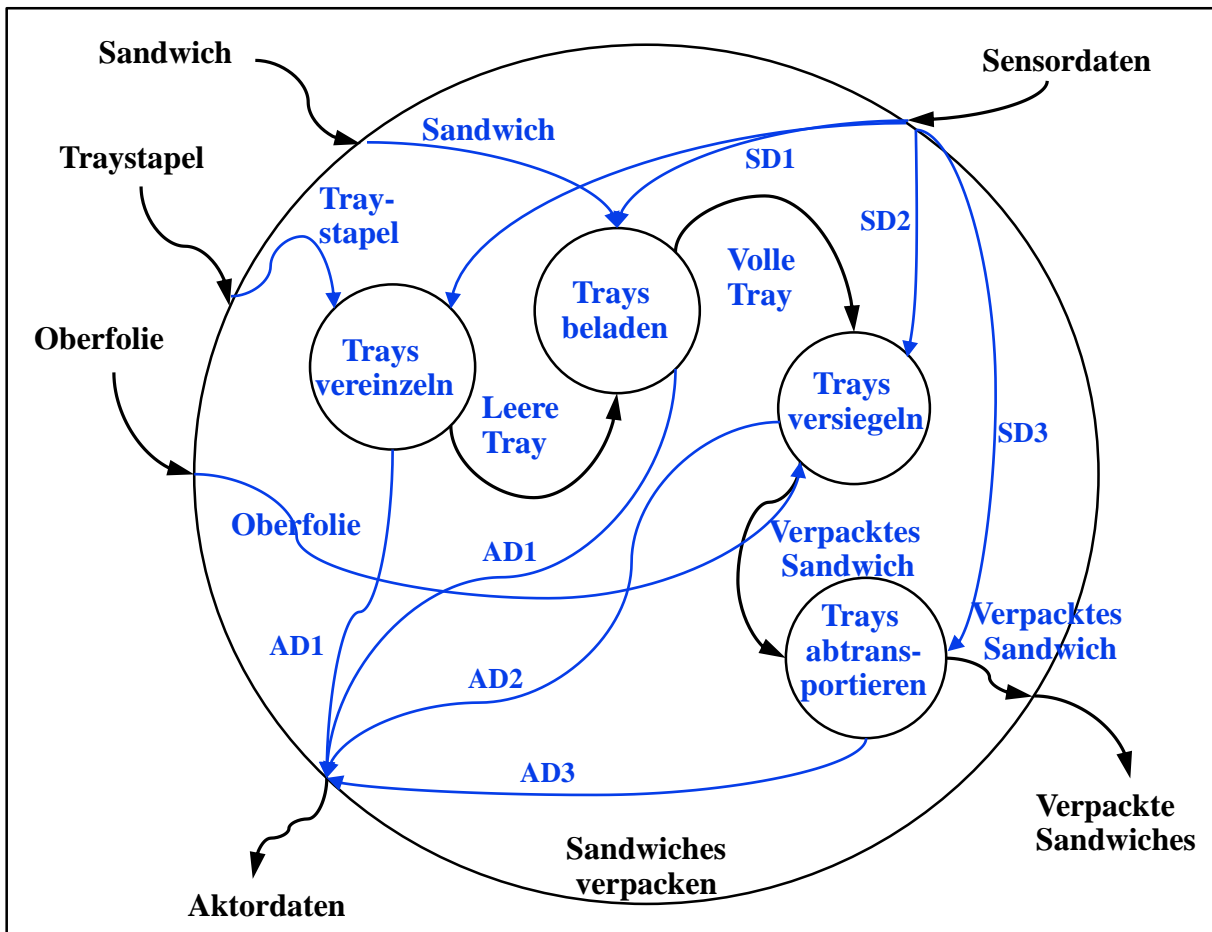 Sandwich
Sensordaten
Sandwich
SD1
Traystapel
Tray-
stapel
SD2
Volle
Tray
Trays
beladen
Oberfolie
Trays
vereinzeln
Trays
versiegeln
Leere
Tray
SD3
Oberfolie
AD1
Verpacktes
Sandwich
Trays
abtrans-
portieren
Verpacktes
Sandwich
AD1
AD2
AD3
Verpackte
Sandwiches
Sandwiches
verpacken
Aktordaten